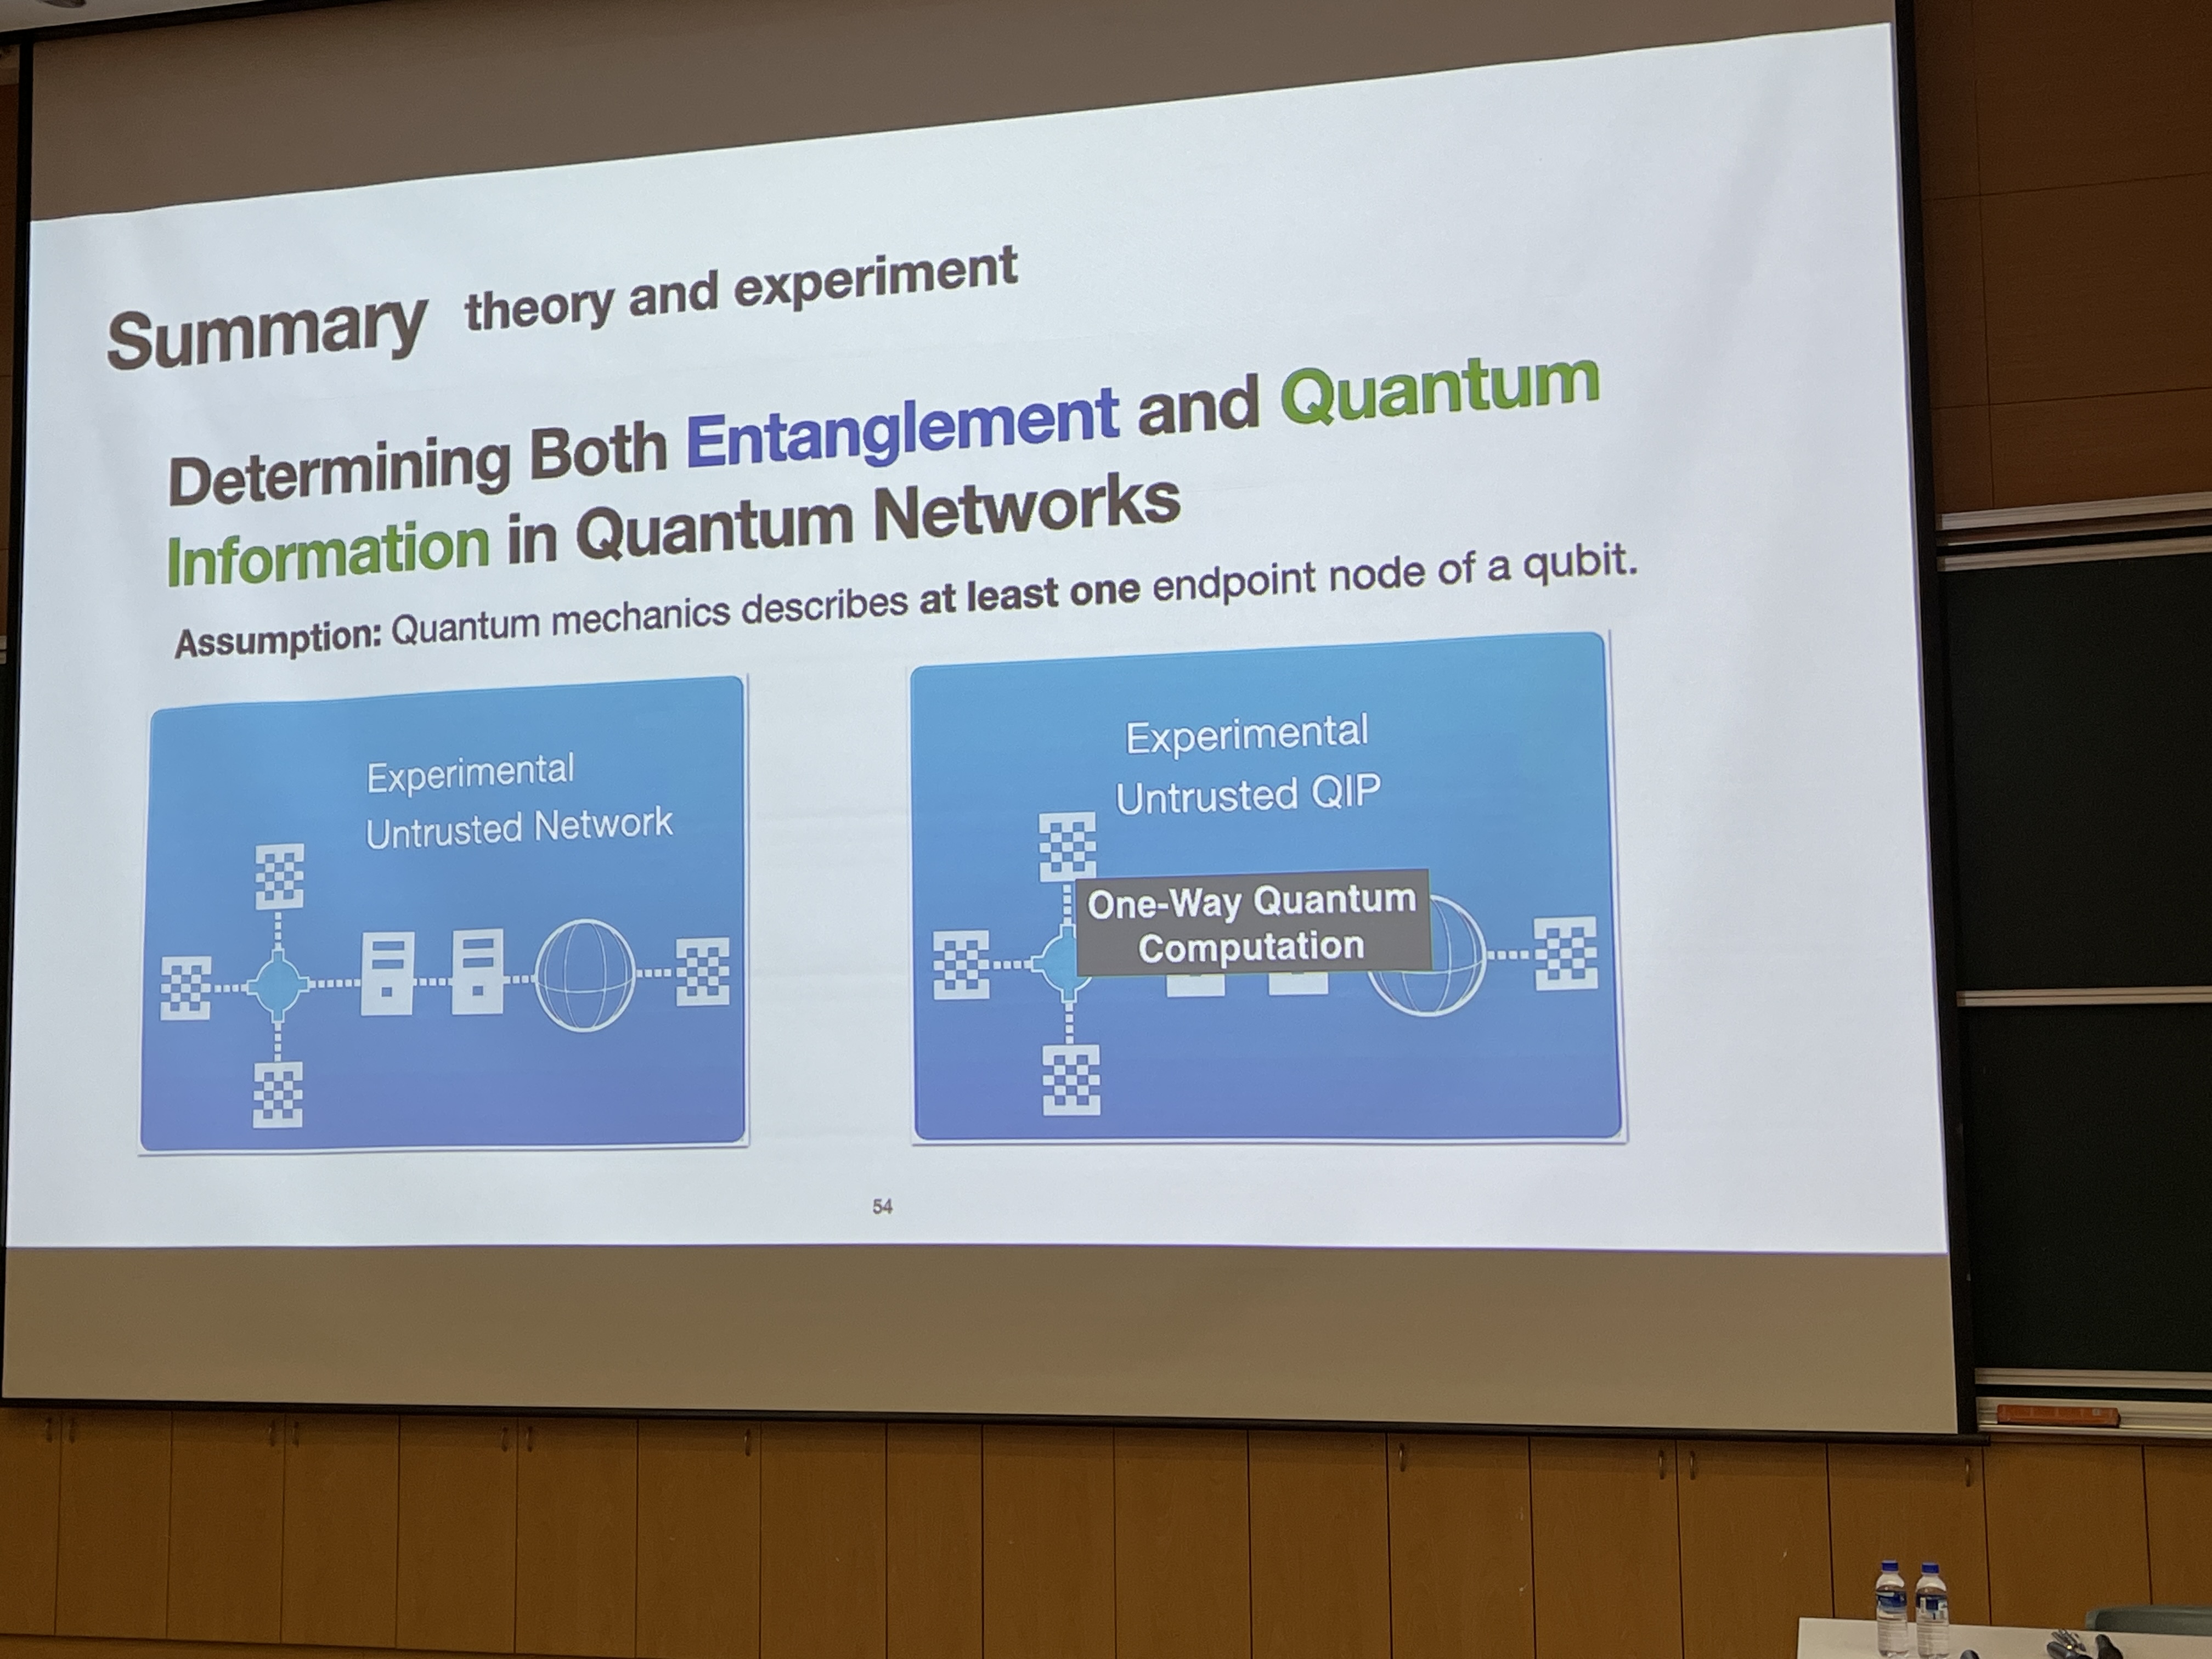 Summary theory and experiment
Determining Both Entanglement and Quantum
Information in Quantum Networks
Assumption: Quantum mechanics describes at least one endpoint node of a qubit.
Experimental
Untrusted Network
Experimental
Untrusted QIP
One-Way Quantum
Computation
54